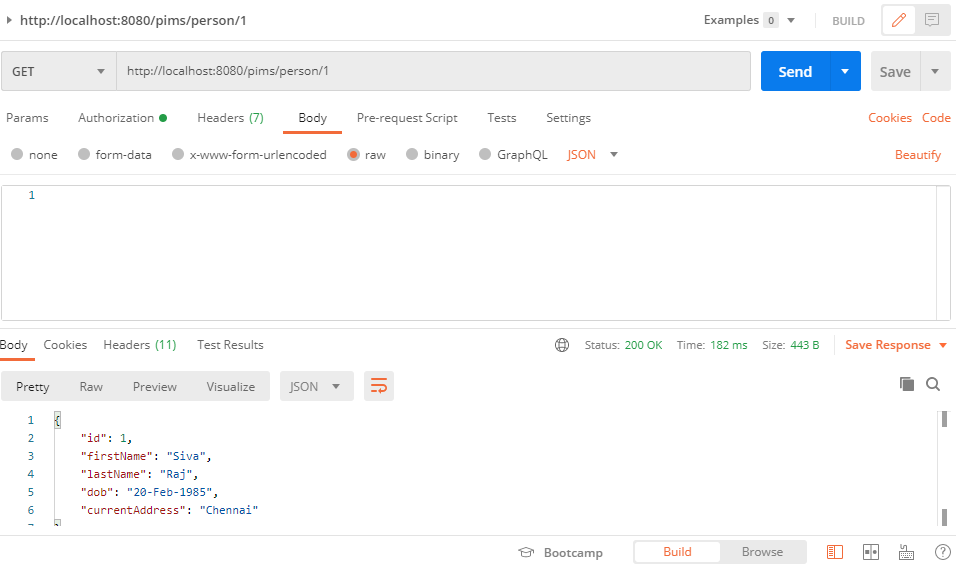 http://localhost:8080/pims/person/1 Examples 0 BUILD
GET http://localhost:8080/pims/person/1 Send Save
Params Authorization Headers (7) Body Pre-request Script Tests Settings Cookies Code
none form-data x-www-form-urlencoded raw binary GraphQL JSON Beautify
1
Body Cookies Headers (11) Test Results Status: 200 OK Time: 182 ms Size: 443 B Save Response
Pretty Raw Preview Visualize JSON
1 {
2 "id": 1,
3 "firstName": "Siva",
4 "lastName": "Raj",
5 "dob": "20-Feb-1985",
6 "currentAddress": "Chennai"
7 }
Bootcamp Build Browse ?